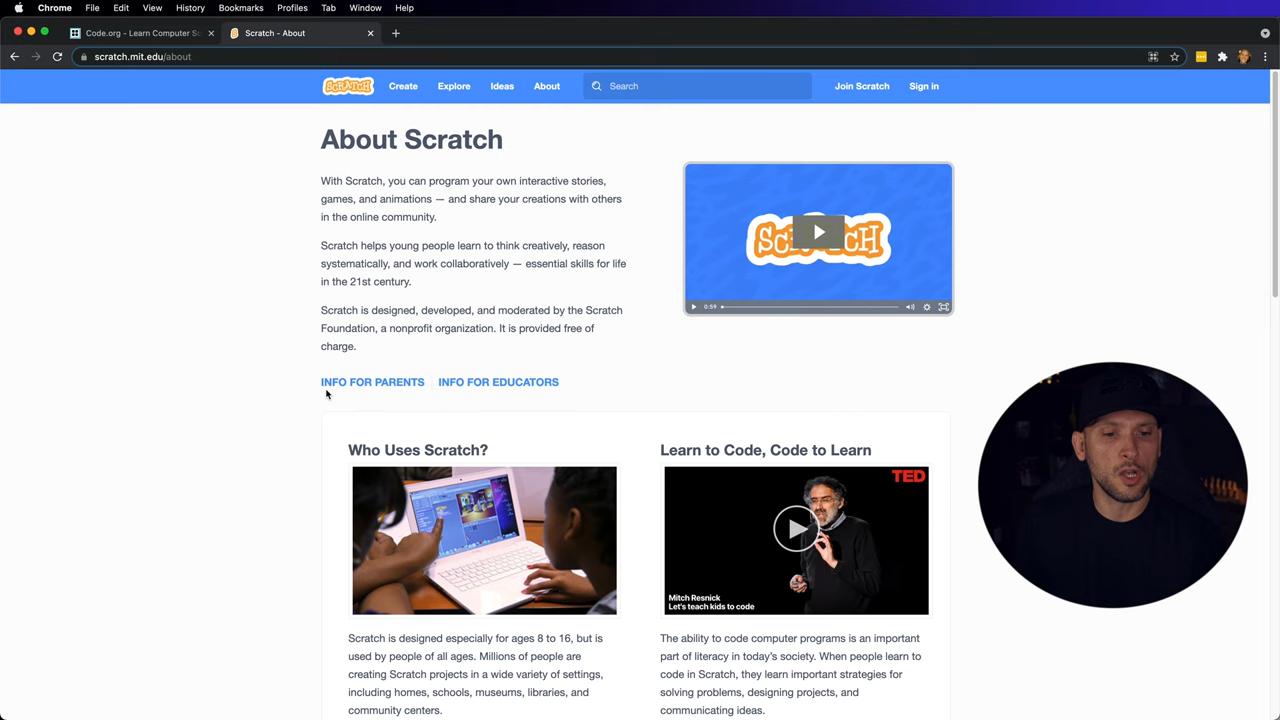 Chrome File Edit View History Bookmarks Profiles Tab Window Help
Code.org - Learn Computer Sc
Scratch - About
scratch.mit.edu/about
SCRATCH Create Explore Ideas About Search Join Scratch Sign in
About Scratch
With Scratch, you can program your own interactive stories,
games, and animations — and share your creations with others
in the online community.
Scratch helps young people learn to think creatively, reason
systematically, and work collaboratively — essential skills for life
in the 21st century.
Scratch is designed, developed, and moderated by the Scratch
Foundation, a nonprofit organization. It is provided free of
charge.
SCRATCH
0:59
INFO FOR PARENTS INFO FOR EDUCATORS
Who Uses Scratch?
Scratch is designed especially for ages 8 to 16, but is
used by people of all ages. Millions of people are
creating Scratch projects in a wide variety of settings,
including homes, schools, museums, libraries, and
community centers.
Learn to Code, Code to Learn
TED
Mitch Resnick
Let's teach kids to code
The ability to code computer programs is an important
part of literacy in today's society. When people learn to
code in Scratch, they learn important strategies for
solving problems, designing projects, and
communicating ideas.